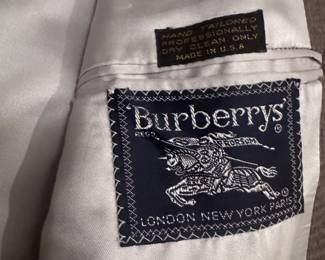 HAND TAILORED
PROFESSIONALLY
DRY CLEAN ONLY
MADE IN U.S.A
Burberrys'
REGD
LONDON NEW YORK PARIS